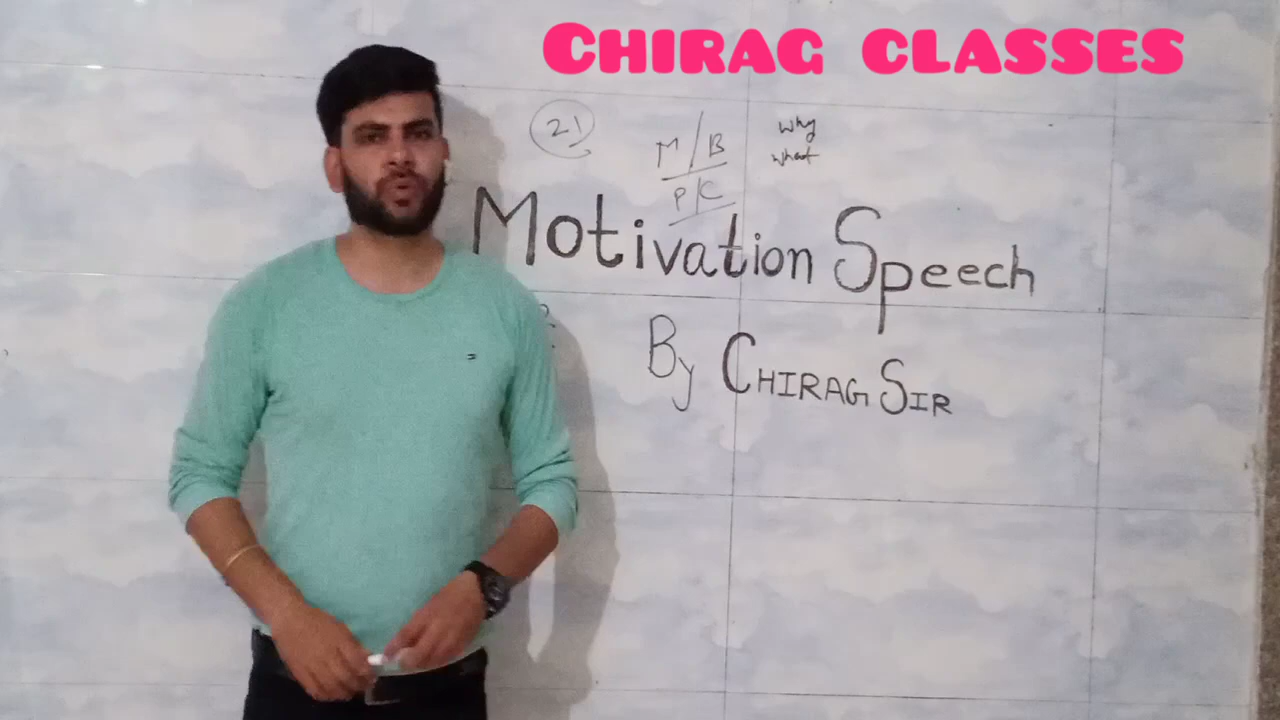 CHIRAG CLASSES
21
M/B
why
what
P/C
Motivation Speech
By CHIRAG SIR